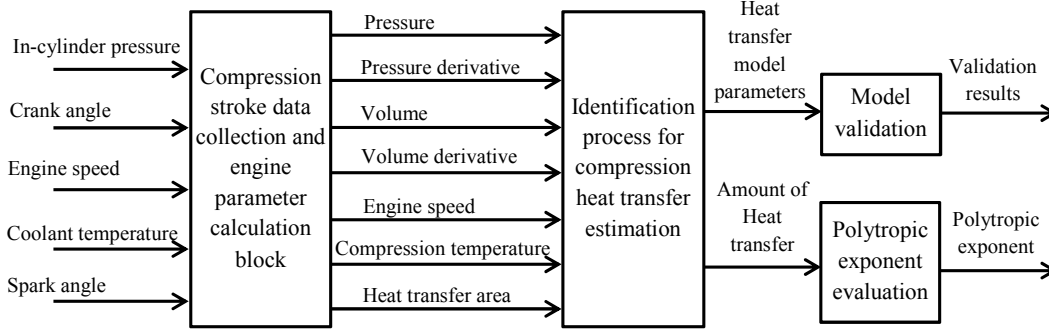 In-cylinder pressure
Crank angle
Engine speed
Coolant temperature
Spark angle
Compression
stroke data
collection and
engine
parameter
calculation
block
Pressure
Pressure derivative
Volume
Volume derivative
Engine speed
Compression temperature
Heat transfer area
Identification
process for
compression
heat transfer
estimation
Heat
transfer
model
parameters
Amount of
Heat
transfer
Model
validation
Validation
results
Polytropic
exponent
evaluation
Polytropic
exponent